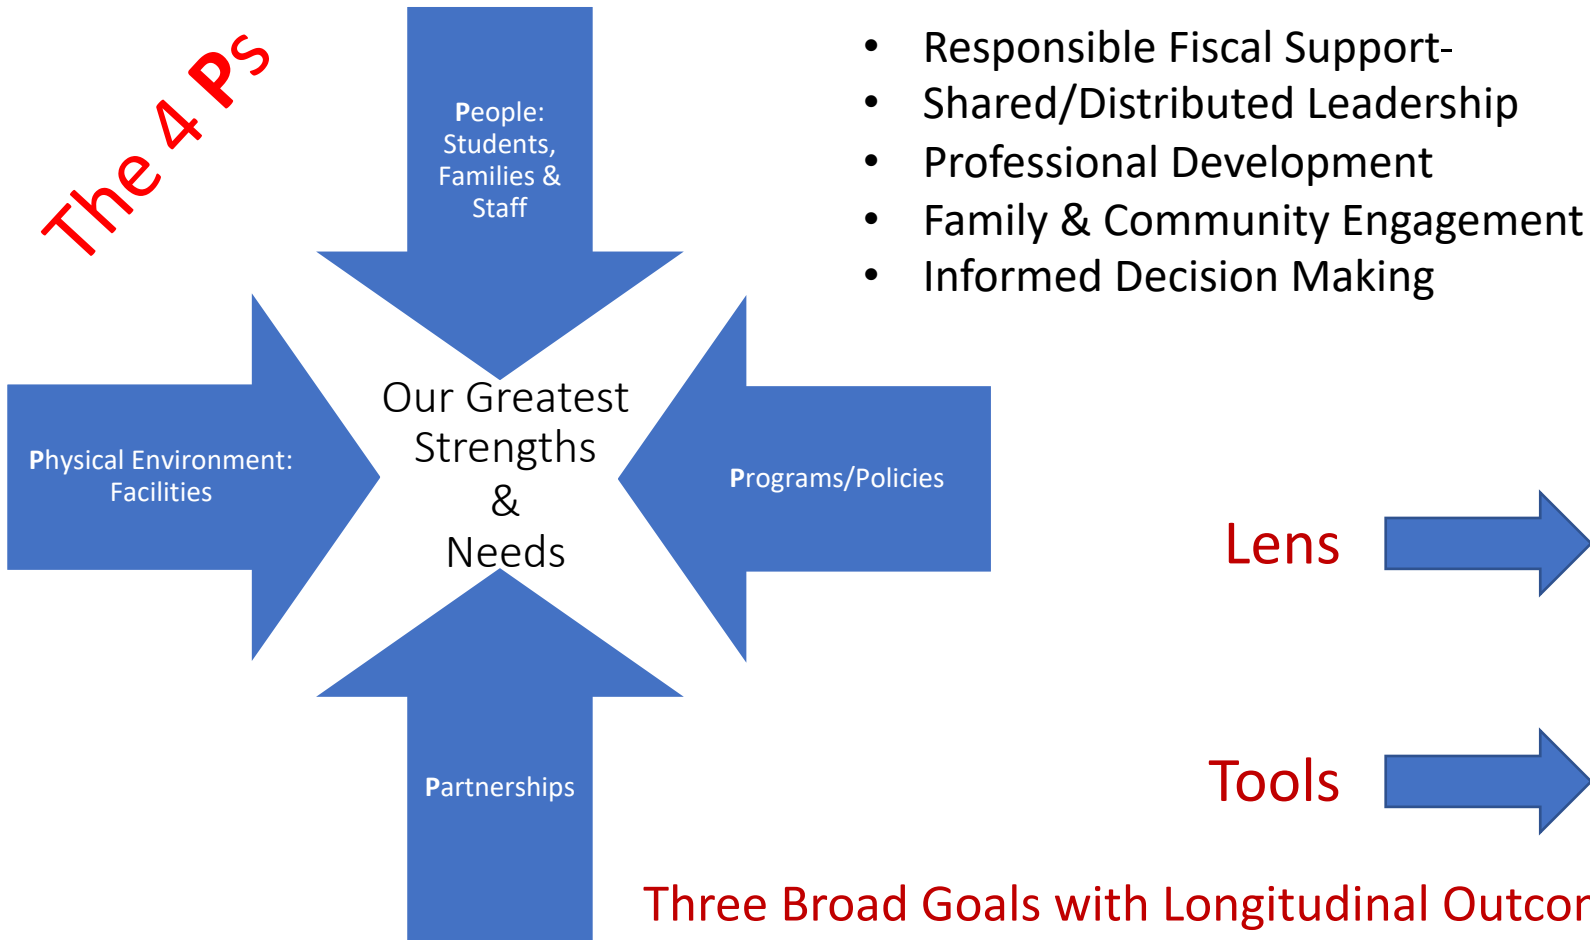 The 4 Ps
People:
Students,
Families &
Staff
• Responsible Fiscal Support-
• Shared/Distributed Leadership
• Professional Development
• Family & Community Engagement
• Informed Decision Making
Physical Environment:
Facilities
Our Greatest
Strengths
&
Needs
Programs/Policies
Lens
Partnerships
Tools
Three Broad Goals with Longitudinal